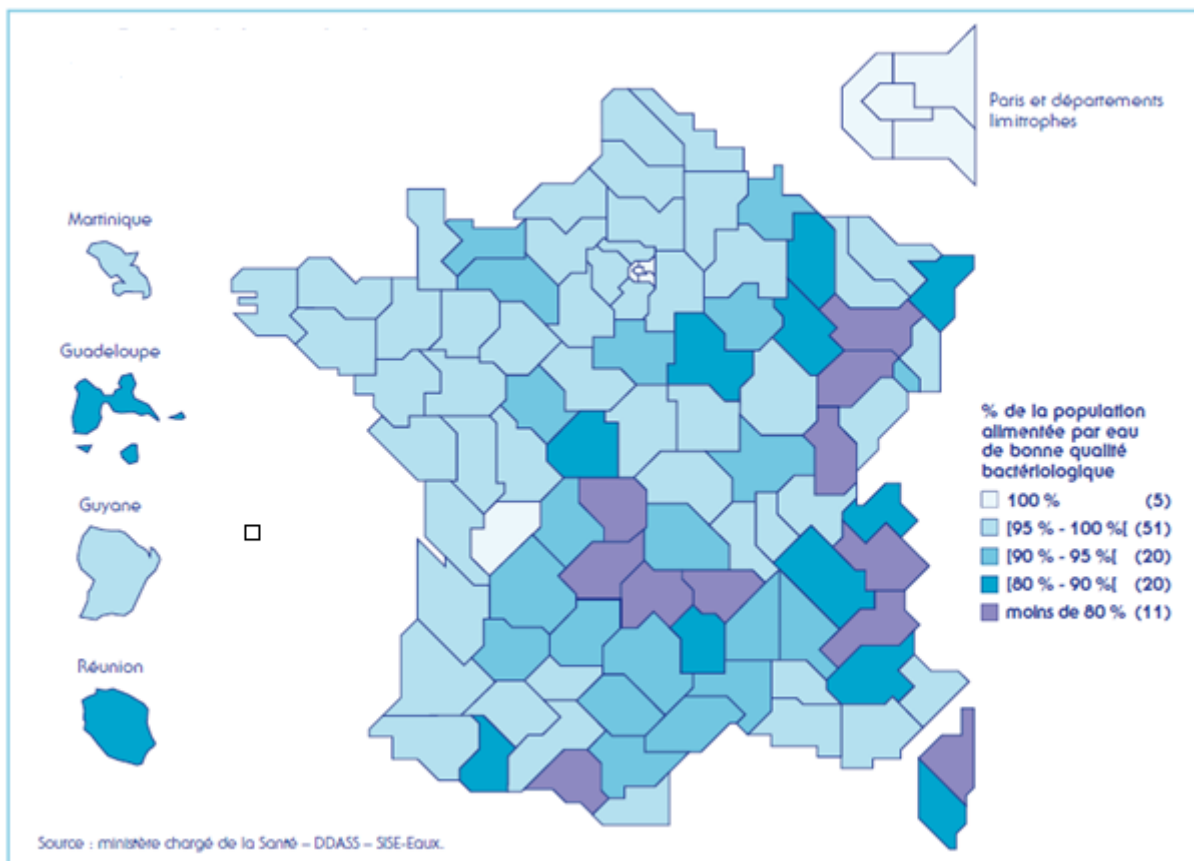 Paris et départements
limitrophes
Martinique
Guadeloupe
Guyane
Réunion
% de la population
alimentée par eau
de bonne qualité
bactériologique
100 % (5)
[95 % - 100 %[ (51)
[90 % - 95 %[ (20)
[80 % - 90 %[ (20)
moins de 80 % (11)
Source : ministère chargé de la Santé – DDASS – SISE-Eaux.